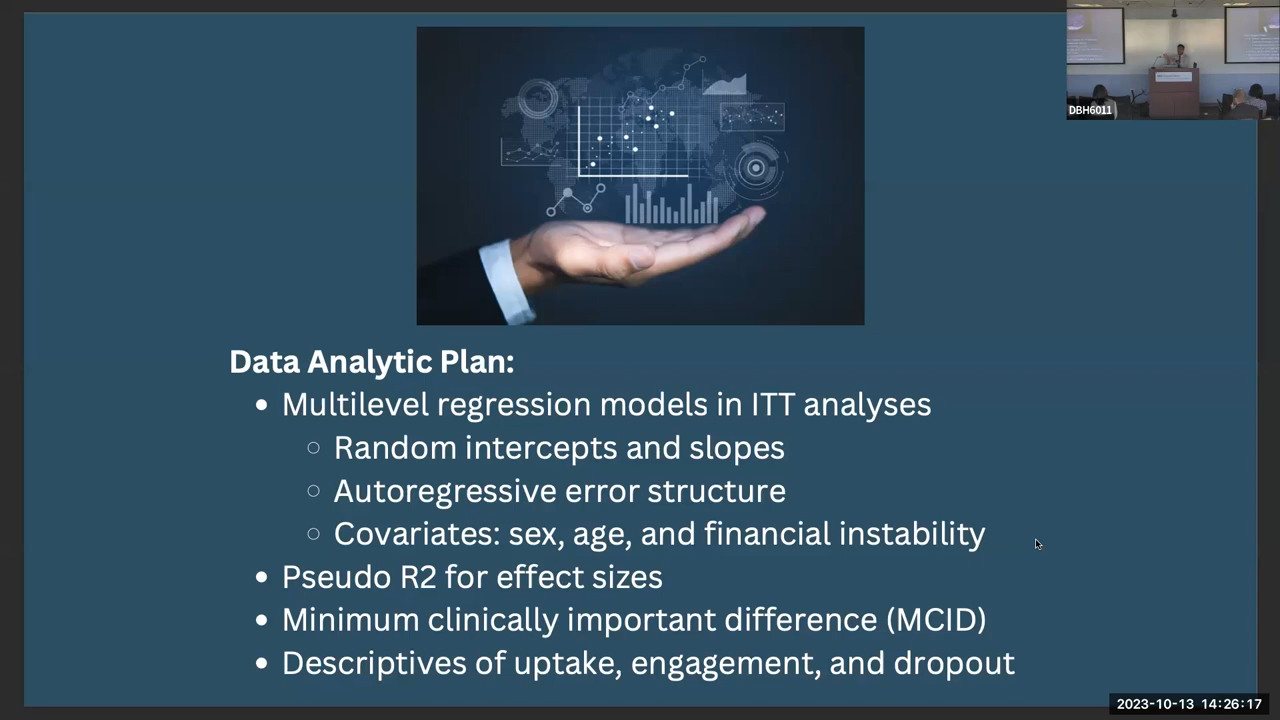 DBH6011
Data Analytic Plan:
• Multilevel regression models in ITT analyses
○ Random intercepts and slopes
○ Autoregressive error structure
○ Covariates: sex, age, and financial instability
• Pseudo R2 for effect sizes
• Minimum clinically important difference (MCID)
• Descriptives of uptake, engagement, and dropout
2023-10-13 14:26:17